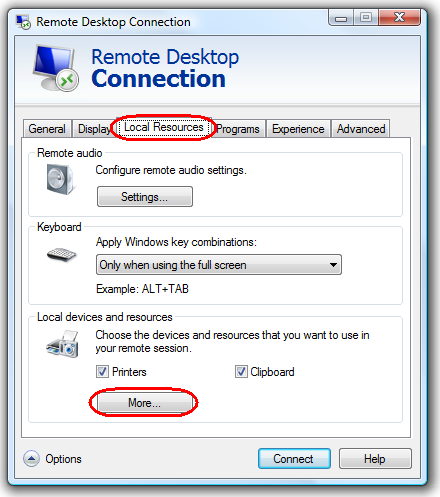 Remote Desktop Connection
Remote Desktop
Connection
General Display Local Resources Programs Experience Advanced
Remote audio
Configure remote audio settings.
Settings...
Keyboard
Apply Windows key combinations:
Only when using the full screen
Example: ALT+TAB
Local devices and resources
Choose the devices and resources that you want to use in
your remote session.
Printers Clipboard
More...
Options Connect Help